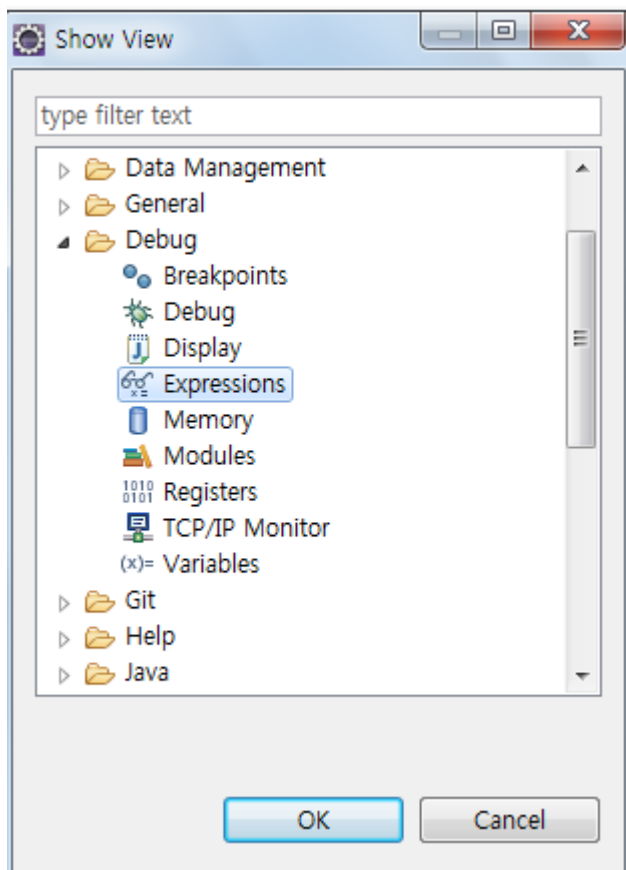 Show View
type filter text
Data Management
General
Debug
Breakpoints
Debug
Display
Expressions
Memory
Modules
Registers
TCP/IP Monitor
(x)= Variables
Git
Help
Java
OK
Cancel